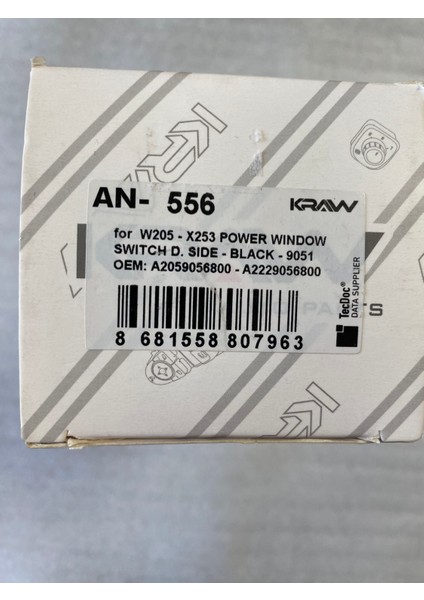 AN- 556
KRAW
for W205 - X253 POWER WINDOW
SWITCH D. SIDE - BLACK - 9051
OEM: A2059056800 - A2229056800
8 681558 807963
TecDoc®
DATA SUPPLIER